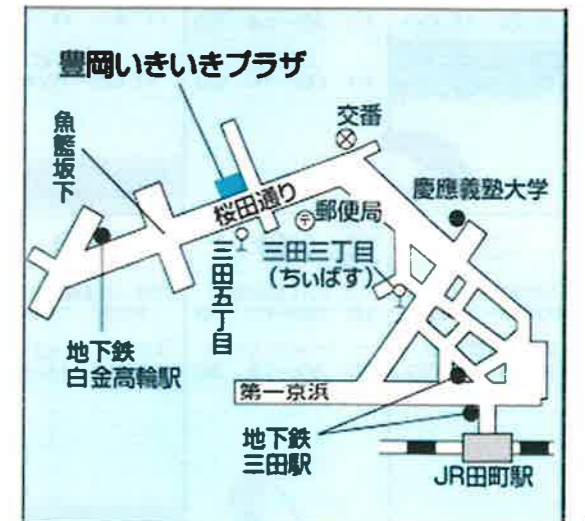 豊岡いきいきプラザ
魚籃坂下
交番
慶應義塾大学
桜田通り
〒郵便局
三田三丁目
（ちぃばす）
三田五丁目
地下鉄
白金高輪駅
第一京浜
地下鉄
三田駅
JR田町駅